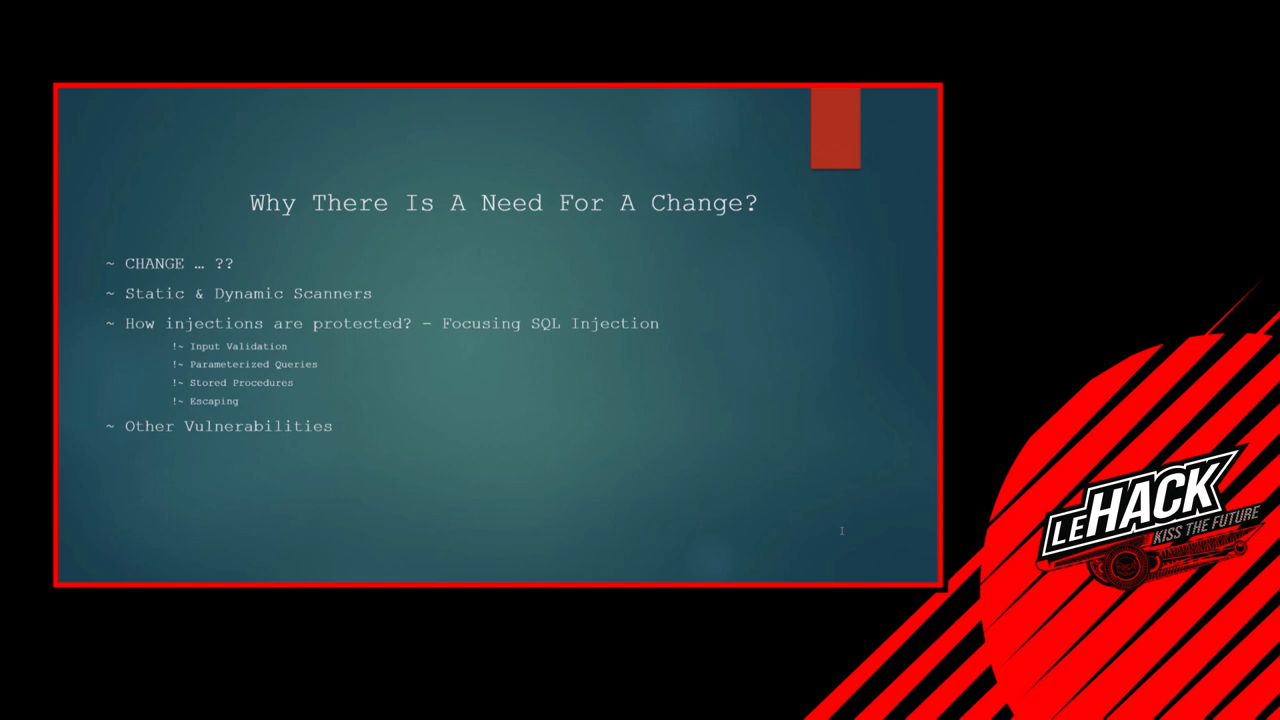 Why There Is A Need For A Change?
~ CHANGE … ??
~ Static & Dynamic Scanners
~ How injections are protected? – Focusing SQL Injection
!~ Input Validation
!~ Parameterized Queries
!~ Stored Procedures
!~ Escaping
~ Other Vulnerabilities
LEHACK
KISS THE FUTURE